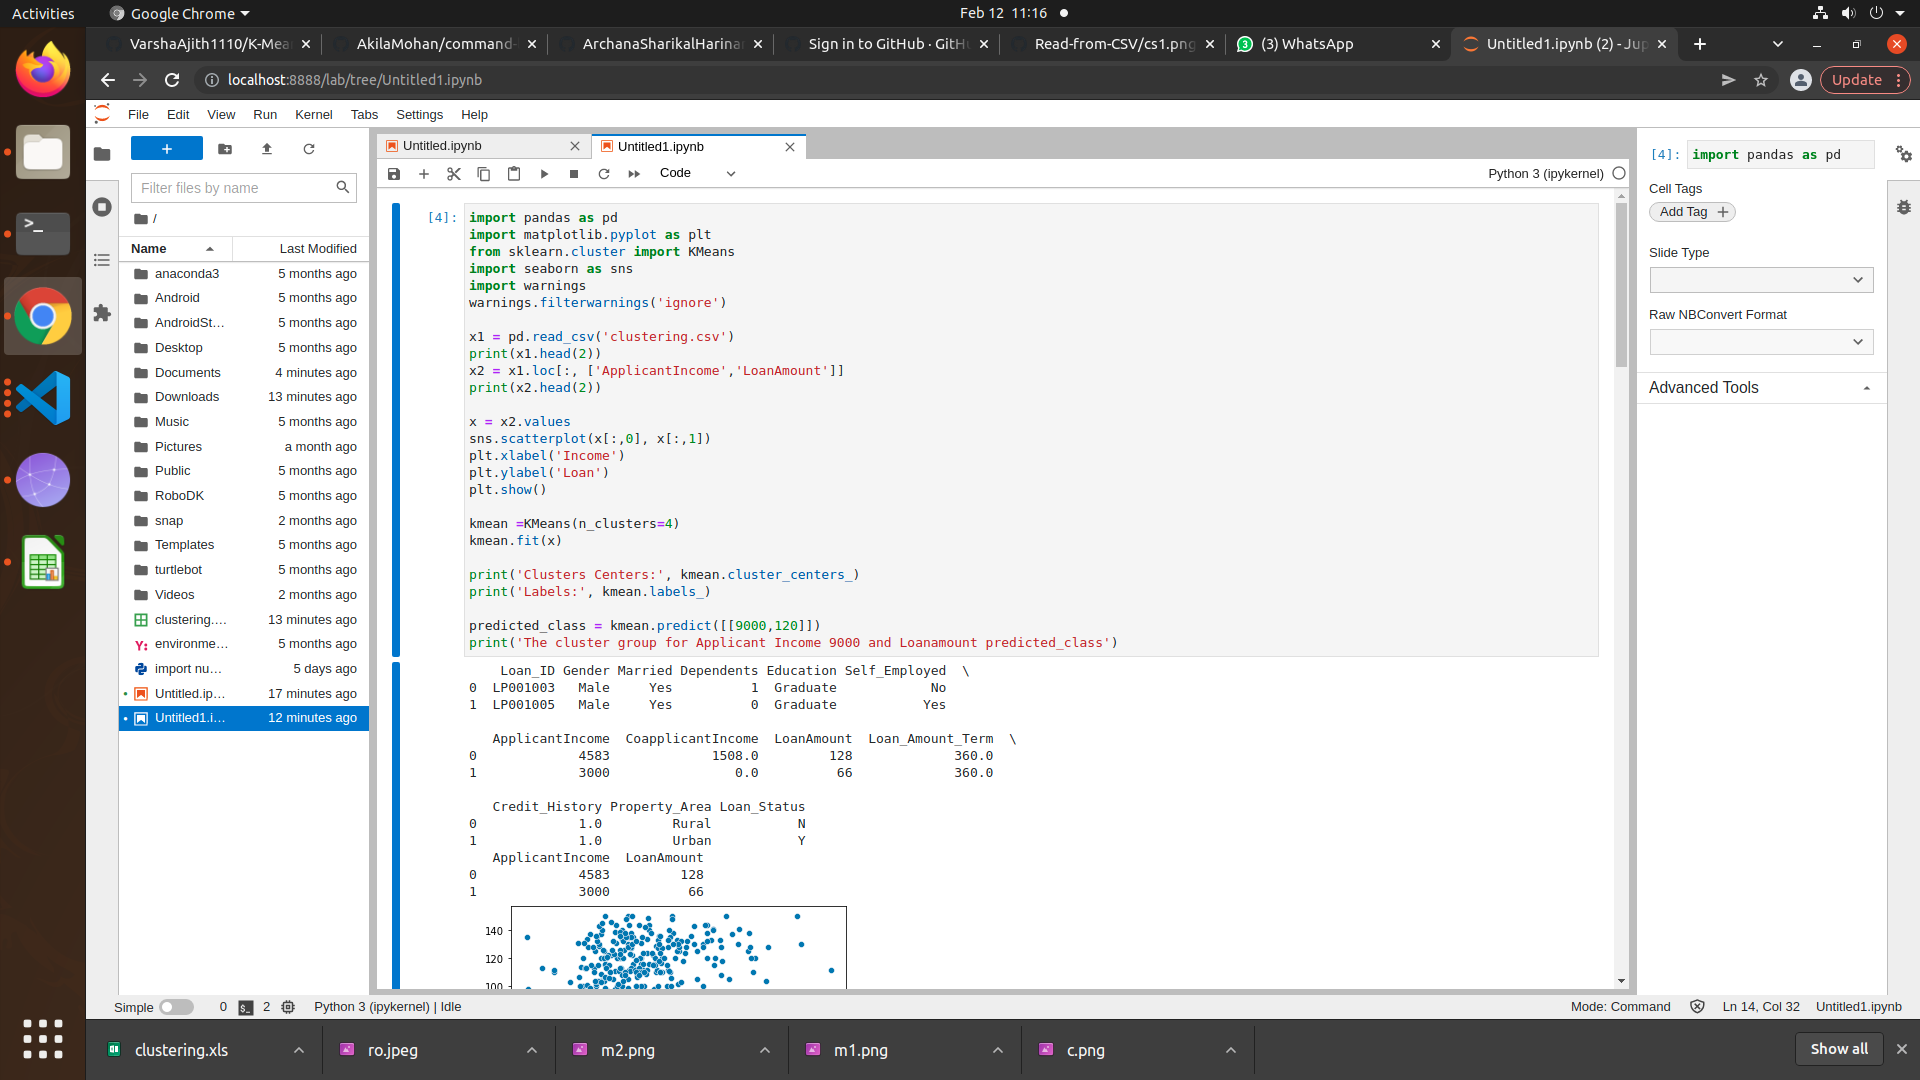 Activities
Google Chrome
Feb 12 11:16
VarshaAjith1110/K-Mea
AkilaMohan/command-
ArchanaSharikalHarina
Sign in to GitHub · GitHu
Read-from-CSV/cs1.png
(3) WhatsApp
Untitled1.ipynb (2) - Jup
localhost:8888/lab/tree/Untitled1.ipynb
Update
File Edit View Run Kernel Tabs Settings Help
Filter files by name
/
Name Last Modified
anaconda3 5 months ago
Android 5 months ago
AndroidSt… 5 months ago
Desktop 5 months ago
Documents 4 minutes ago
Downloads 13 minutes ago
Music 5 months ago
Pictures a month ago
Public 5 months ago
RoboDK 5 months ago
snap 2 months ago
Templates 5 months ago
turtlebot 5 months ago
Videos 2 months ago
clustering.… 13 minutes ago
environme… 5 months ago
import nu… 5 days ago
Untitled.ip… 17 minutes ago
Untitled1.i… 12 minutes ago
Untitled.ipynb
Untitled1.ipynb
Code
Python 3 (ipykernel)
[4]:
import pandas as pd
import matplotlib.pyplot as plt
from sklearn.cluster import KMeans
import seaborn as sns
import warnings
warnings.filterwarnings('ignore')
x1 = pd.read_csv('clustering.csv')
print(x1.head(2))
x2 = x1.loc[:, ['ApplicantIncome','LoanAmount']]
print(x2.head(2))
x = x2.values
sns.scatterplot(x[:,0], x[:,1])
plt.xlabel('Income')
plt.ylabel('Loan')
plt.show()
kmean =KMeans(n_clusters=4)
kmean.fit(x)
print('Clusters Centers:', kmean.cluster_centers_)
print('Labels:', kmean.labels_)
predicted_class = kmean.predict([[9000,120]])
print('The cluster group for Applicant Income 9000 and Loanamount predicted_class')
Loan_ID Gender Married Dependents Education Self_Employed \
0 LP001003 Male Yes 1 Graduate No
1 LP001005 Male Yes 0 Graduate Yes
ApplicantIncome CoapplicantIncome LoanAmount Loan_Amount_Term \
0 4583 1508.0 128 360.0
1 3000 0.0 66 360.0
Credit_History Property_Area Loan_Status
0 1.0 Rural N
1 1.0 Urban Y
ApplicantIncome LoanAmount
0 4583 128
1 3000 66
140
120
100
[4]: import pandas as pd
Cell Tags
Add Tag +
Slide Type
Raw NBConvert Format
Advanced Tools
Simple
0
2
Python 3 (ipykernel) | Idle
Mode: Command
Ln 14, Col 32
Untitled1.ipynb
clustering.xls
ro.jpeg
m2.png
m1.png
c.png
Show all